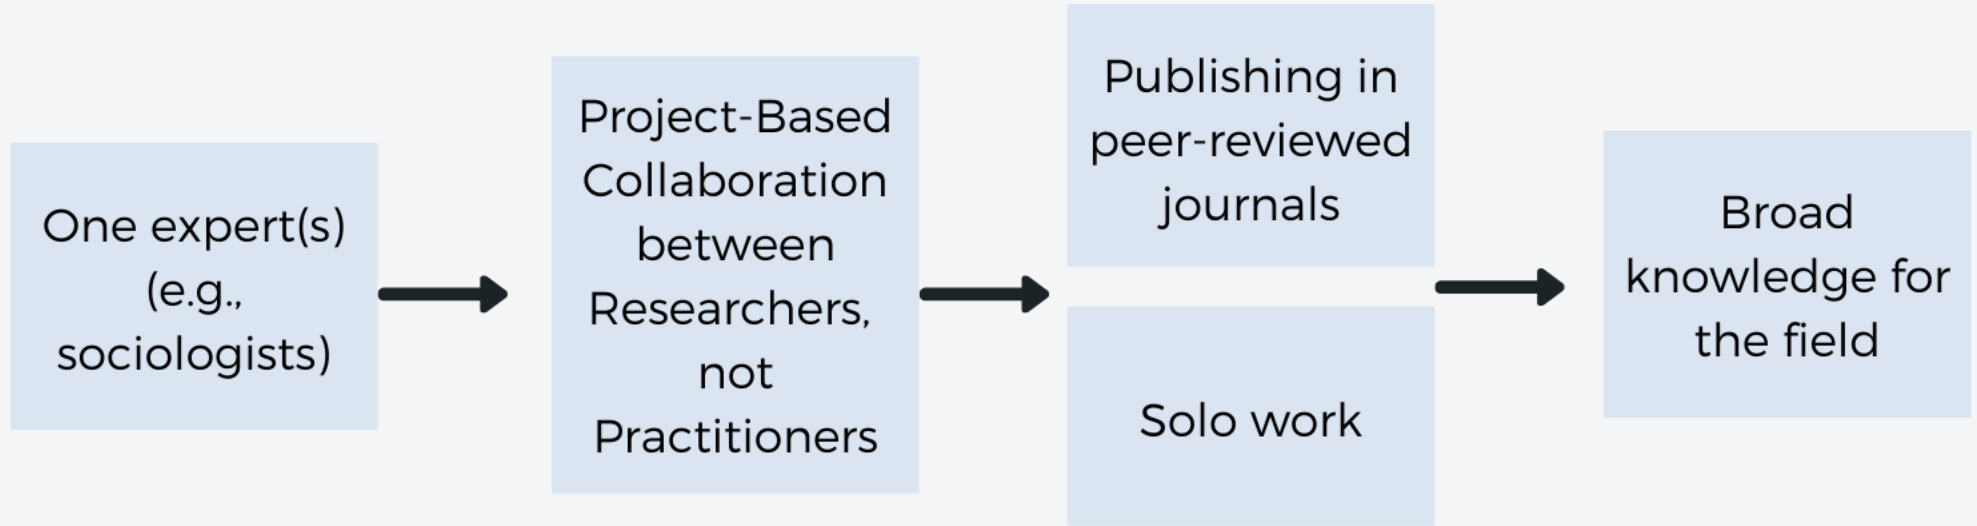 One expert(s)
(e.g.,
sociologists)
Project-Based
Collaboration
between
Researchers,
not
Practitioners
Publishing in
peer-reviewed
journals
Solo work
Broad
knowledge for
the field